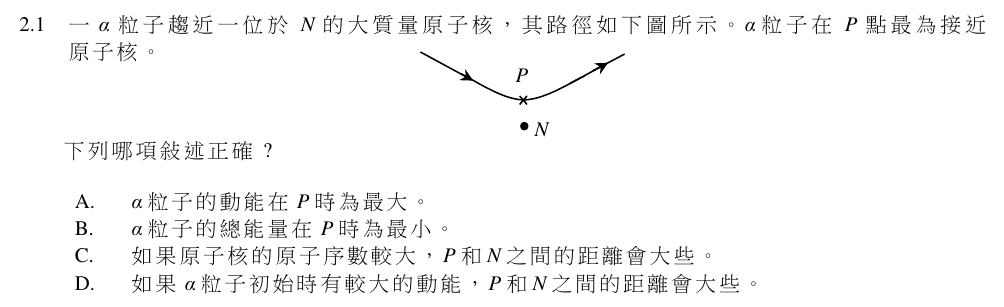 2.1 一 α 粒子趨近一位於 N 的大質量原子核，其路徑如下圖所示。α 粒子在 P 點最為接近
原子核。
P
N
下列哪項敍述正確？
A. α 粒子的動能在 P 時為最大。
B. α 粒子的總能量在 P 時為最小。
C. 如果原子核的原子序數較大，P 和 N 之間的距離會大些。
D. 如果 α 粒子初始時有較大的動能，P 和 N 之間的距離會大些。